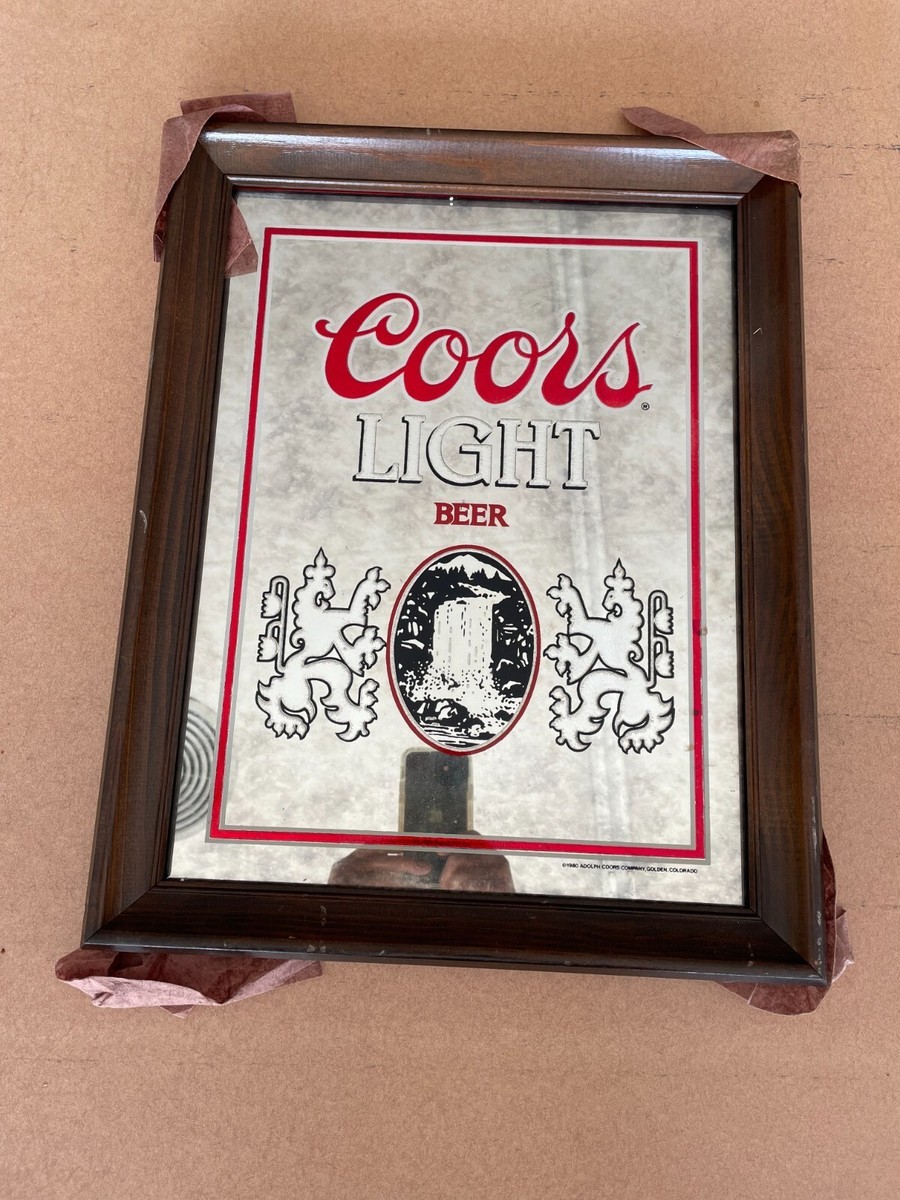 Coors
®
LIGHT
BEER
©1980 ADOLPH COORS COMPANY, GOLDEN, COLORADO